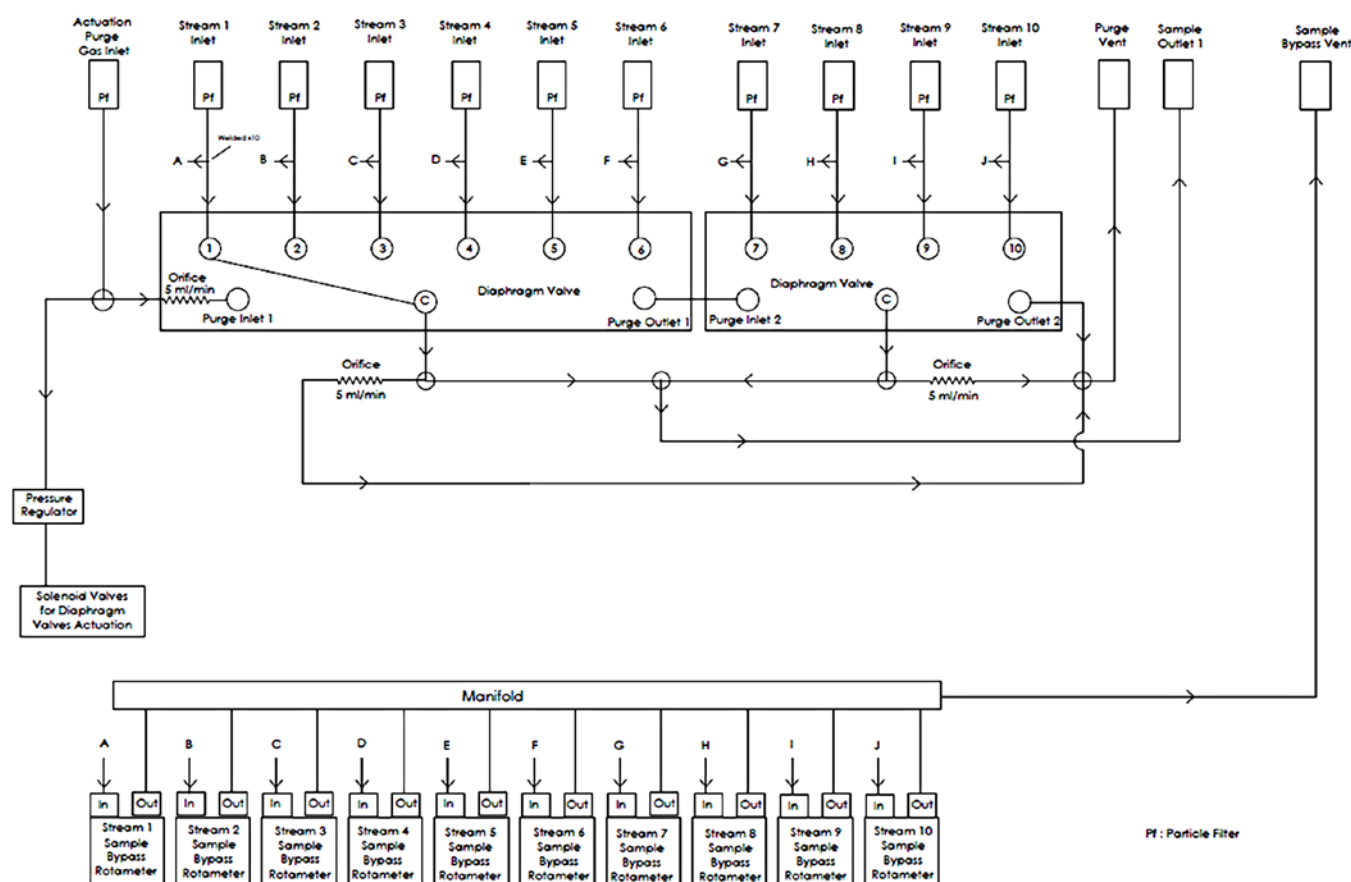 Actuation
Purge
Gas Inlet
Stream 1
Inlet
Stream 2
Inlet
Stream 3
Inlet
Stream 4
Inlet
Stream 5
Inlet
Stream 6
Inlet
Stream 7
Inlet
Stream 8
Inlet
Stream 9
Inlet
Stream 10
Inlet
Purge
Vent
Sample
Outlet 1
Sample
Bypass Vent
Pf
Pf
Pf
Pf
Pf
Pf
Pf
Pf
Pf
Pf
Pf
Welded x10
A
B
C
D
E
F
G
H
I
J
1
2
3
4
5
6
7
8
9
10
Orifice
5 ml/min
Purge Inlet 1
C
Diaphragm Valve
Purge Outlet 1
Purge Inlet 2
Diaphragm Valve
C
Purge Outlet 2
Orifice
5 ml/min
Orifice
5 ml/min
Pressure
Regulator
Solenoid Valves
for Diaphragm
Valves Actuation
Manifold
A
B
C
D
E
F
G
H
I
J
In
Out
In
Out
In
Out
In
Out
In
Out
In
Out
In
Out
In
Out
In
Out
In
Out
Stream 1
Sample
Bypass
Rotameter
Stream 2
Sample
Bypass
Rotameter
Stream 3
Sample
Bypass
Rotameter
Stream 4
Sample
Bypass
Rotameter
Stream 5
Sample
Bypass
Rotameter
Stream 6
Sample
Bypass
Rotameter
Stream 7
Sample
Bypass
Rotameter
Stream 8
Sample
Bypass
Rotameter
Stream 9
Sample
Bypass
Rotameter
Stream 10
Sample
Bypass
Rotameter
Pf : Particle Filter